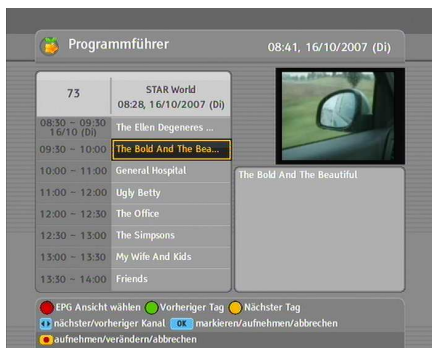 Programmführer
08:41, 16/10/2007 (Di)
73
STAR World
08:28, 16/10/2007 (Di)
08:30 ~ 09:30
16/10 (Di)
The Ellen Degeneres ...
09:30 ~ 10:00 The Bold And The Bea...
10:00 ~ 11:00 General Hospital
11:00 ~ 12:00 Ugly Betty
12:00 ~ 12:30 The Office
12:30 ~ 13:00 The Simpsons
13:00 ~ 13:30 My Wife And Kids
13:30 ~ 14:00 Friends
The Bold And The Beautiful
EPG Ansicht wählen Vorheriger Tag Nächster Tag
nächster/vorheriger Kanal OK markieren/aufnehmen/abbrechen
aufnehmen/verändern/abbrechen